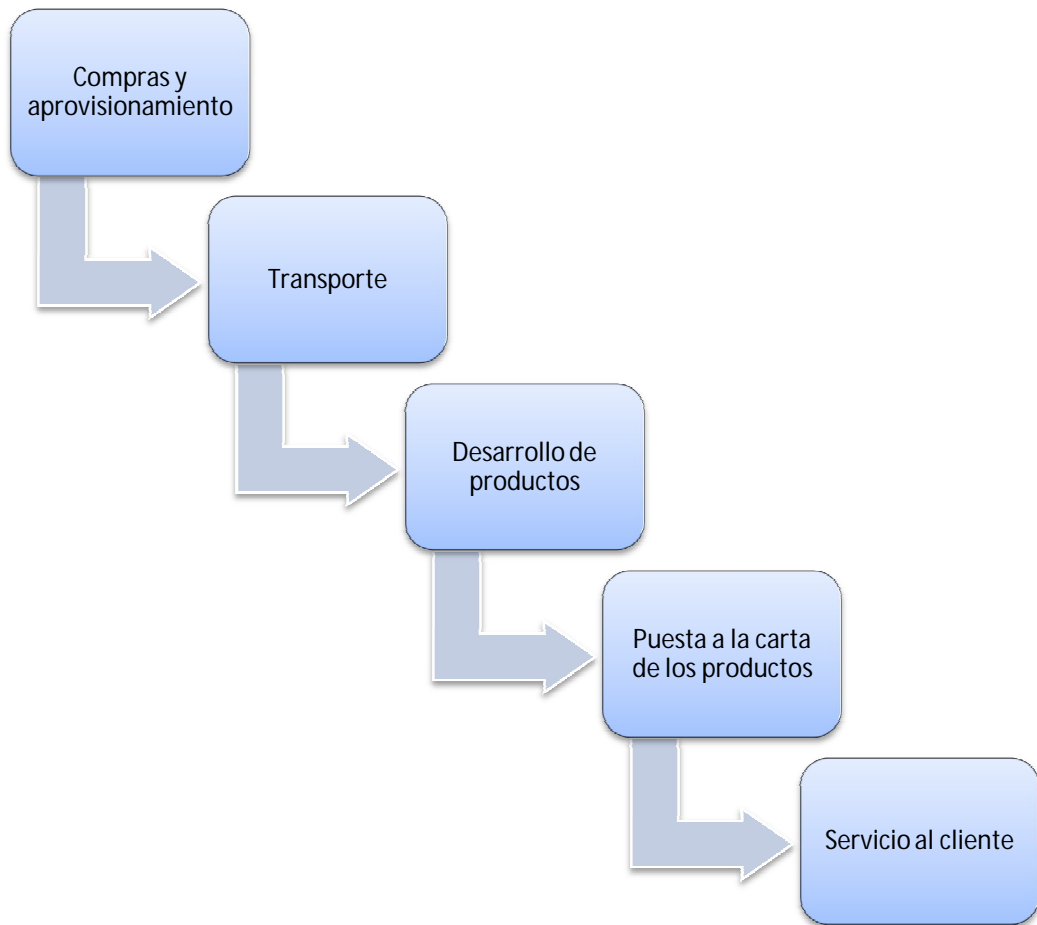 Compras y
aprovisionamiento
Transporte
Desarrollo de
productos
Puesta a la carta
de los productos
Servicio al cliente